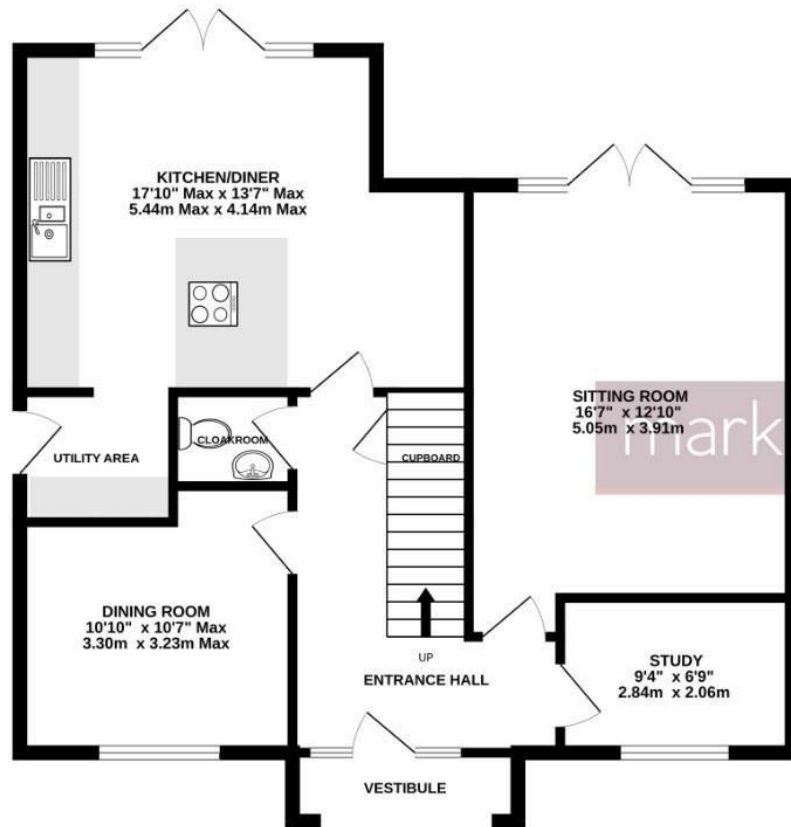 KITCHEN/DINER
17'10" Max x 13'7" Max
5.44m Max x 4.14m Max
SITTING ROOM
16'7" x 12'10"
5.05m x 3.91m
mark
CLOAKROOM
UTILITY AREA
CUPBOARD
DINING ROOM
10'10" x 10'7" Max
3.30m x 3.23m Max
UP
ENTRANCE HALL
STUDY
9'4" x 6'9"
2.84m x 2.06m
VESTIBULE